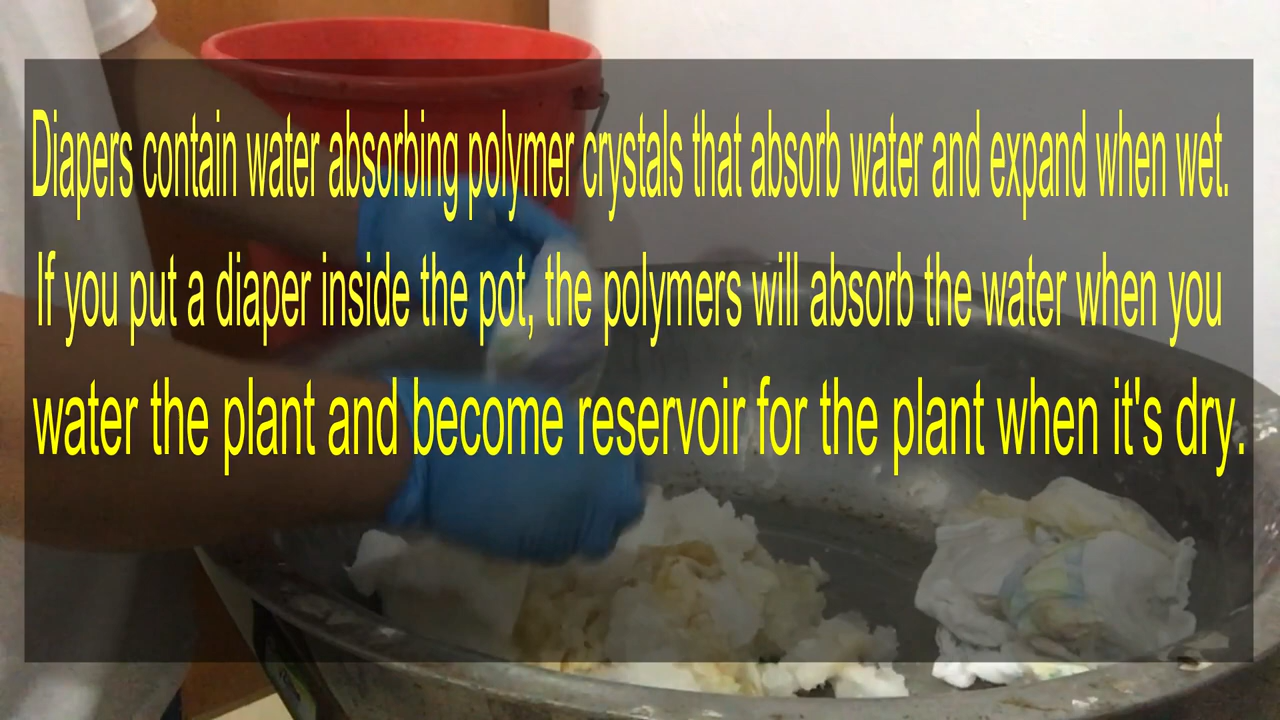 Diapers contain water absorbing polymer crystals that absorb water and expand when wet.
If you put a diaper inside the pot, the polymers will absorb the water when you
water the plant and become reservoir for the plant when it's dry.